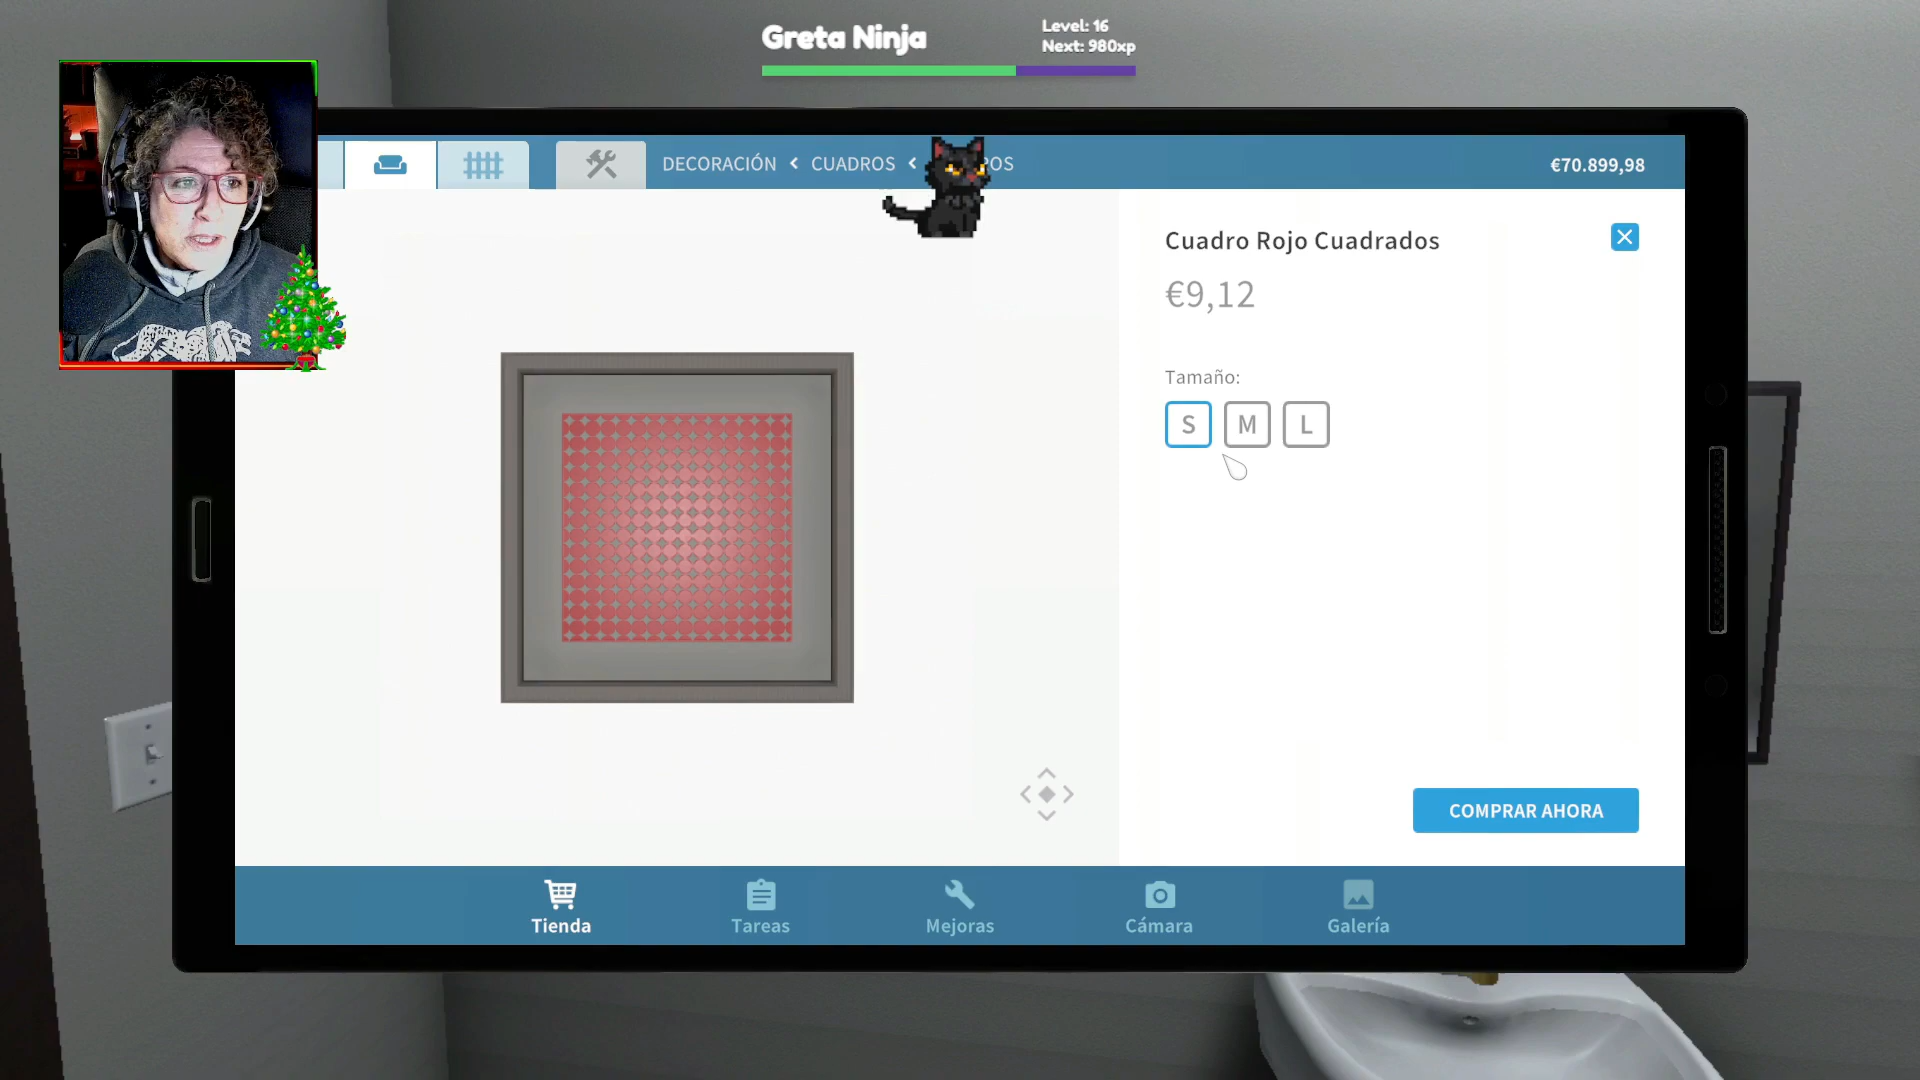 Greta Ninja
Level: 16
Next: 980xp
DECORACIÓN < CUADROS <
€70.899,98
Cuadro Rojo Cuadrados
€9,12
Tamaño:
S M L
COMPRAR AHORA
Tienda
Tareas
Mejoras
Cámara
Galería